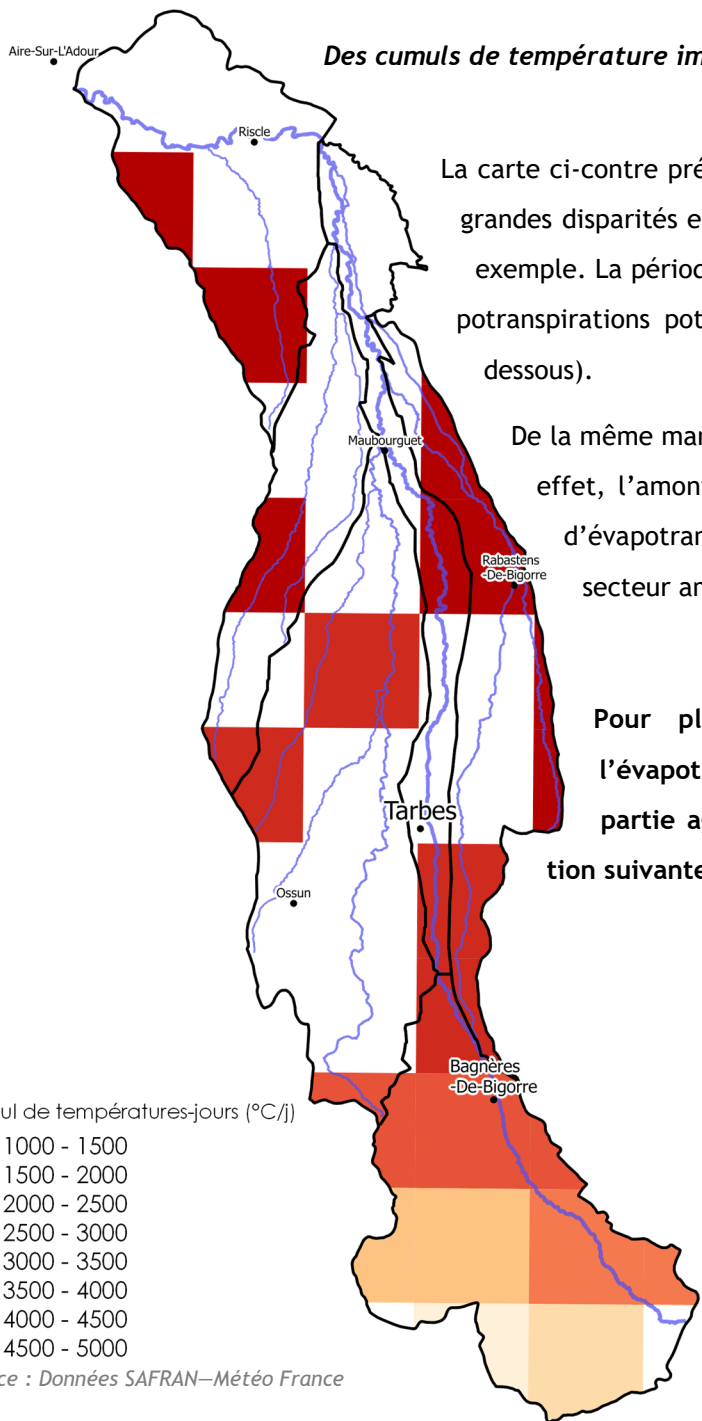 Aire-Sur-L'Adour
Des cumuls de température im
Riscle
La carte ci-contre pré
grandes disparités e
exemple. La périod
potranspirations pot
dessous).
De la même mar
effet, l'amont
d'évapotran
secteur an
Maubourguet
Rabastens
-De-Bigorre
Pour pl
l'évapot
partie a
tion suivante
Tarbes
Ossun
Bagnères
-De-Bigorre
ul de températures-jours (°C/j)
1000 - 1500
1500 - 2000
2000 - 2500
2500 - 3000
3000 - 3500
3500 - 4000
4000 - 4500
4500 - 5000
ce : Données SAFRAN—Météo France